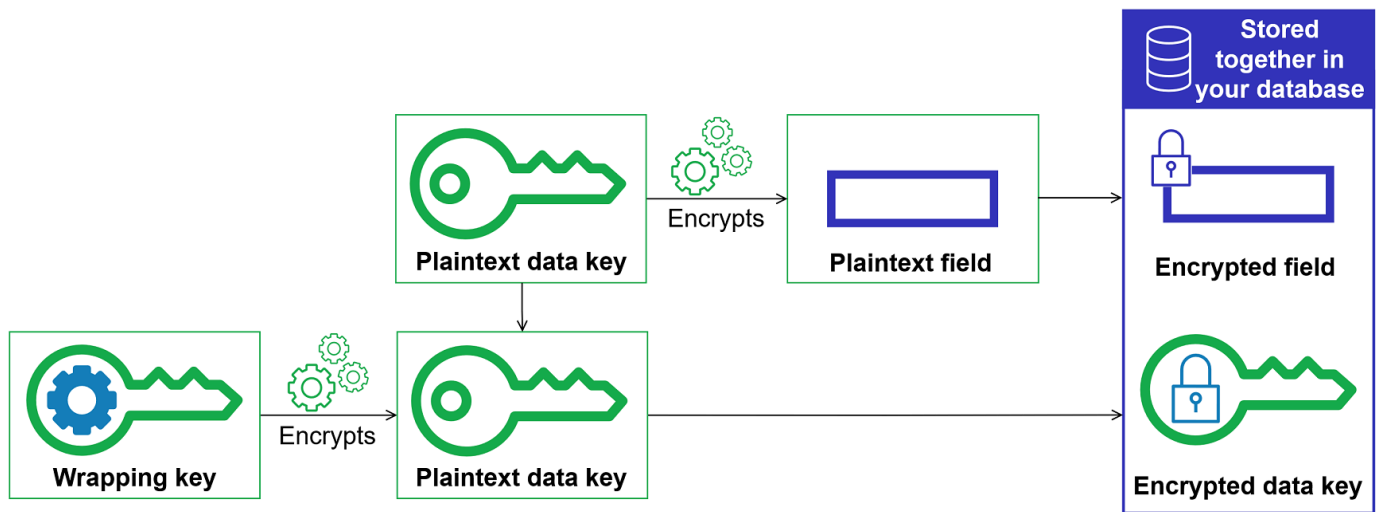 Stored
together in
your database
Encrypts
Plaintext data key
Plaintext field
Encrypted field
Encrypts
Wrapping key
Plaintext data key
Encrypted data key